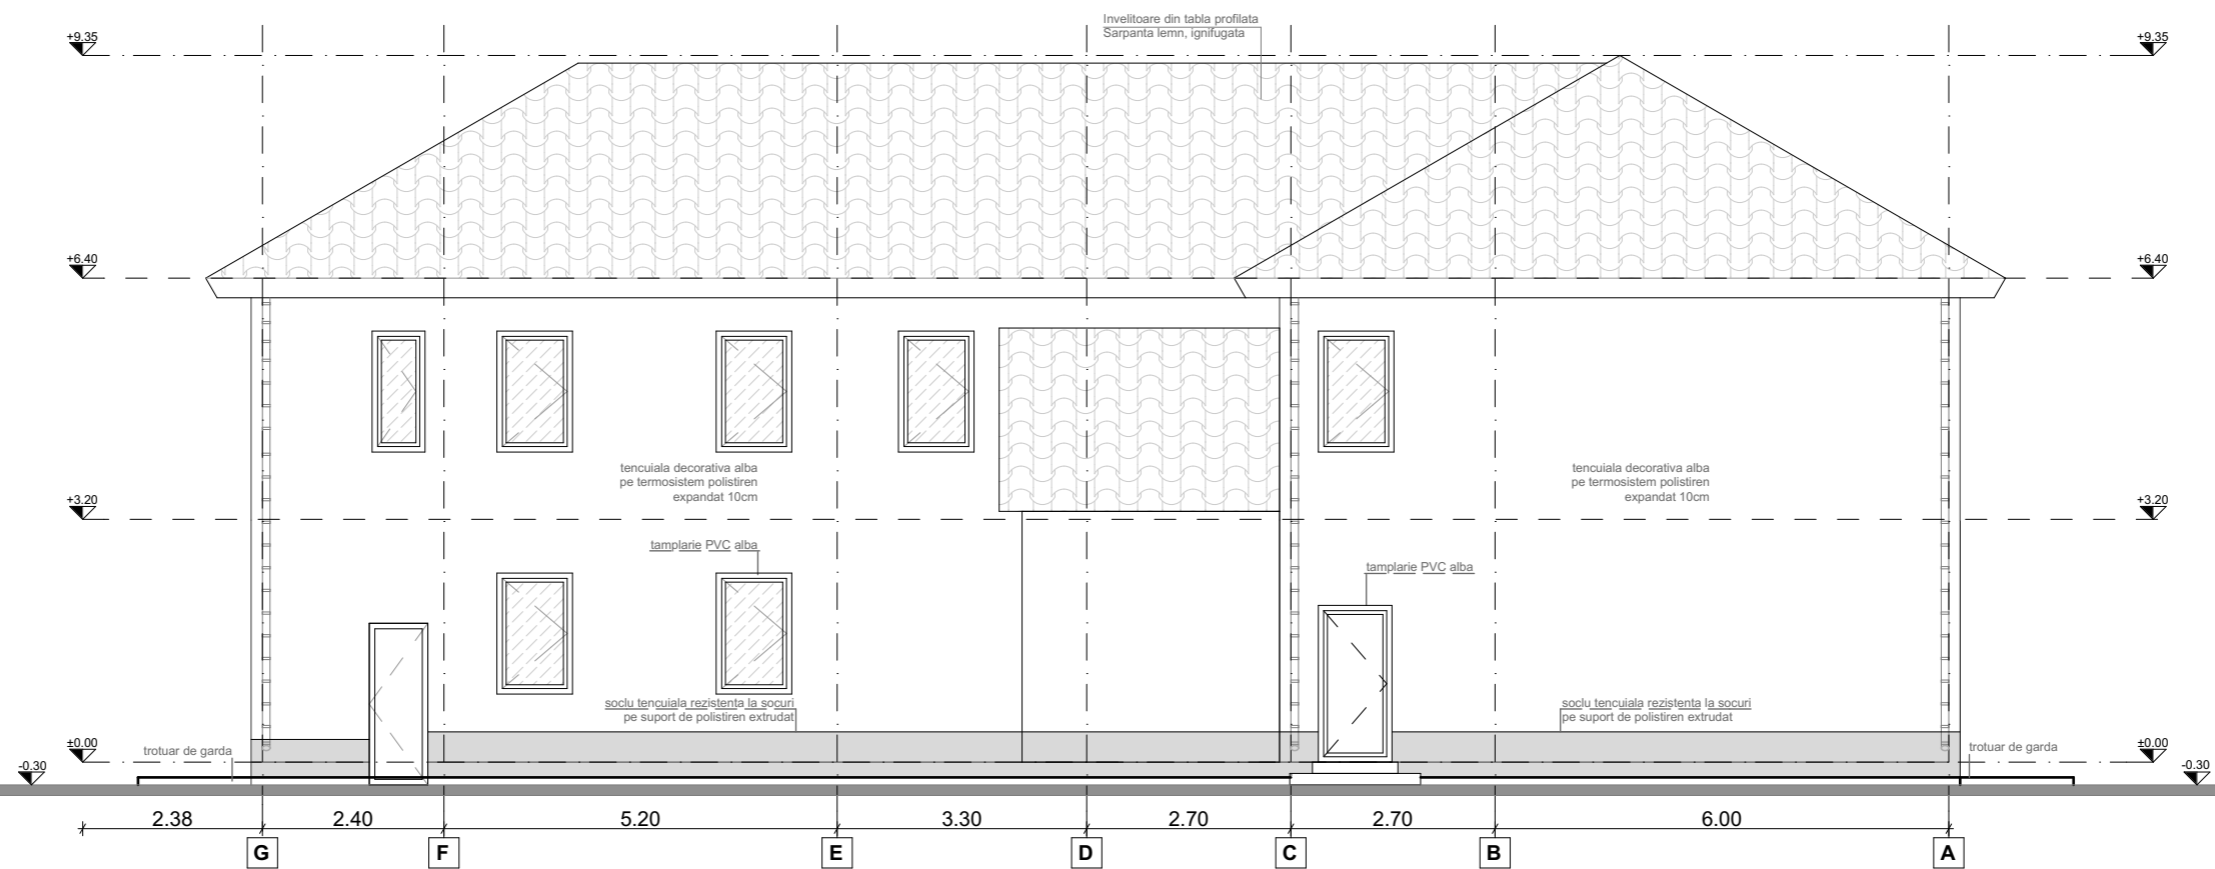 Invelitoare din tabla profilata
Sarpanta lemn, ignifugata
+9.35
+9.35
+6.40
+6.40
tencuiala decorativa alba
pe termosistem polistiren
expandat 10cm
tencuiala decorativa alba
pe termosistem polistiren
expandat 10cm
+3.20
+3.20
tamplarie PVC alba
tamplarie PVC alba
soclu tencuiala rezistenta la socuri
pe suport de polistiren extrudat
soclu tencuiala rezistenta la socuri
pe suport de polistiren extrudat
±0.00
trotuar de garda
trotuar de garda
±0.00
-0.30
-0.30
2.38 2.40 5.20 3.30 2.70 2.70 6.00
G F E D C B A